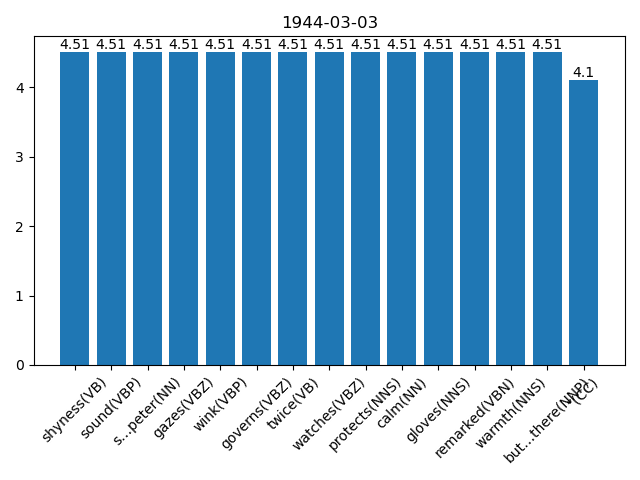 1944-03-03
4.51 4.51 4.51 4.51 4.51 4.51 4.51 4.51 4.51 4.51 4.51 4.51 4.51 4.51 4.1
4
3
2
1
0
shyness(VB)
sound(VBP)
s...peter(NN)
gazes(VBZ)
wink(VBP)
governs(VBZ)
twice(VB)
watches(VBZ)
protects(NNS)
calm(NN)
gloves(NNS)
remarked(VBN)
warmth(NNS)
but...there(NNP)
(CC)